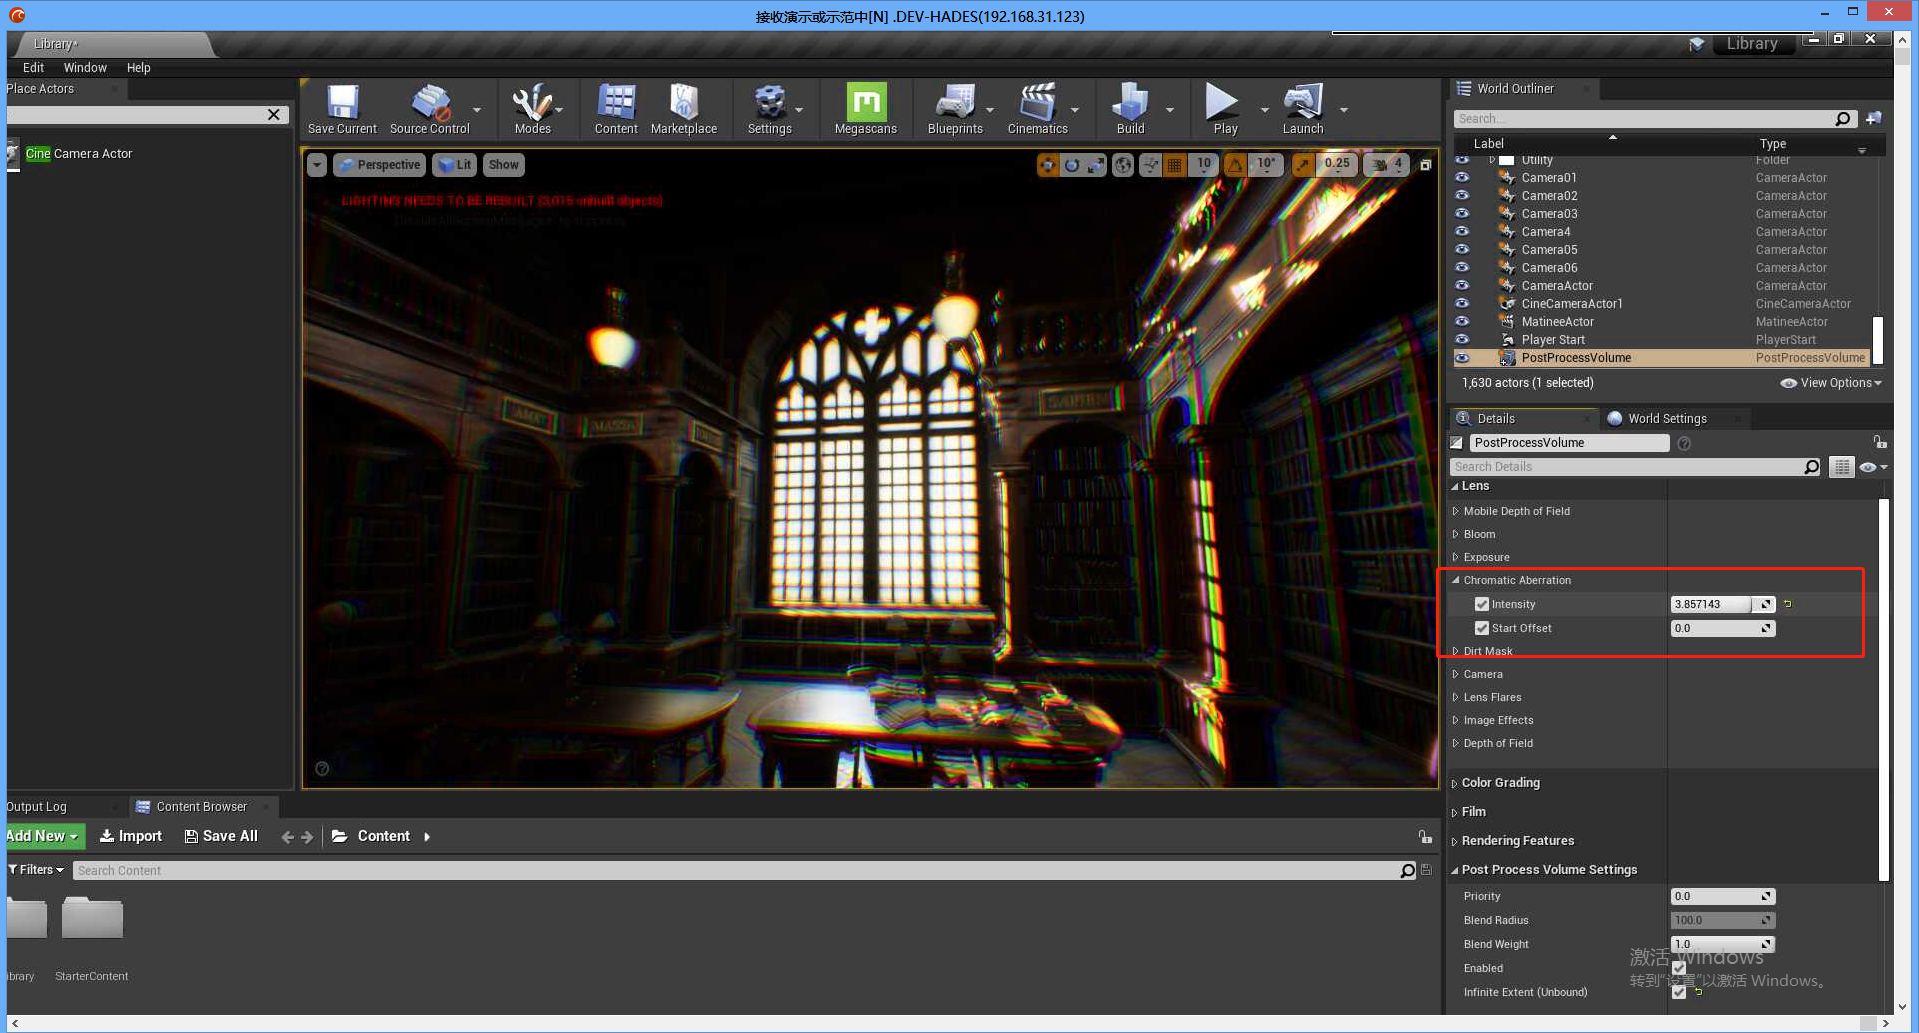 接收演示或示范中[N] .DEV-HADES(192.168.31.123)
Library*
Library
Edit Window Help
Place Actors
Cine Camera Actor
Save Current Source Control Modes Content Marketplace Settings Megascans Blueprints Cinematics Build Play Launch
Perspective Lit Show 10 10° 0.25 4
LIGHTING NEEDS TO BE REBUILT (3,016 unbuilt objects)
World Outliner
Search...
Label Type
Utility Folder
Camera01 CameraActor
Camera02 CameraActor
Camera03 CameraActor
Camera4 CameraActor
Camera05 CameraActor
Camera06 CameraActor
CameraActor CameraActor
CineCameraActor1 CineCameraActor
MatineeActor MatineeActor
Player Start PlayerStart
PostProcessVolume PostProcessVolume
1,630 actors (1 selected) View Options
Details World Settings
PostProcessVolume
Search Details
Lens
Mobile Depth of Field
Bloom
Exposure
Chromatic Aberration
Intensity 3.857143
Start Offset 0.0
Dirt Mask
Camera
Lens Flares
Image Effects
Depth of Field
Color Grading
Film
Rendering Features
Post Process Volume Settings
Priority 0.0
Blend Radius 100.0
Blend Weight 1.0
Enabled
Infinite Extent (Unbound)
激活 Windows
转到"设置"以激活 Windows。
Output Log Content Browser
Add New Import Save All Content
Filters Search Content
ibrary StarterContent